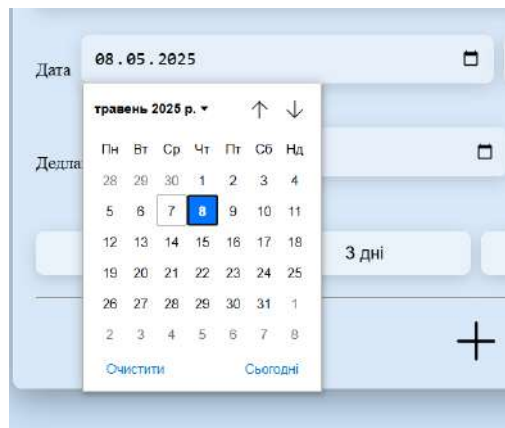 Дата 08.05.2025
травень 2025 р.
Пн Вт Ср Чт Пт Сб Нд
Дедла
28 29 30 1 2 3 4
5 6 7 8 9 10 11
12 13 14 15 16 17 18
3 дні
19 20 21 22 23 24 25
26 27 28 29 30 31 1
2 3 4 5 6 7 8
Очистити Сьогодні